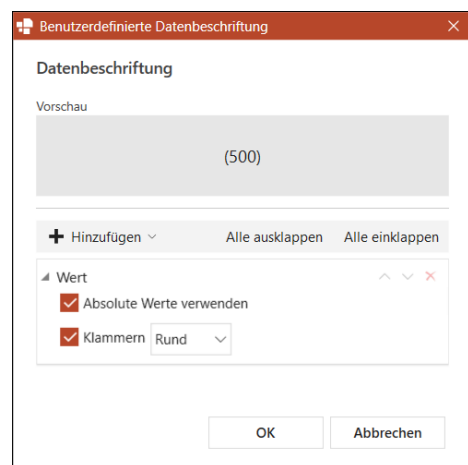 Benutzerdefinierte Datenbeschriftung
Datenbeschriftung
Vorschau
(500)
Hinzufügen Alle ausklappen Alle einklappen
Wert
Absolute Werte verwenden
Klammern Rund
OK Abbrechen